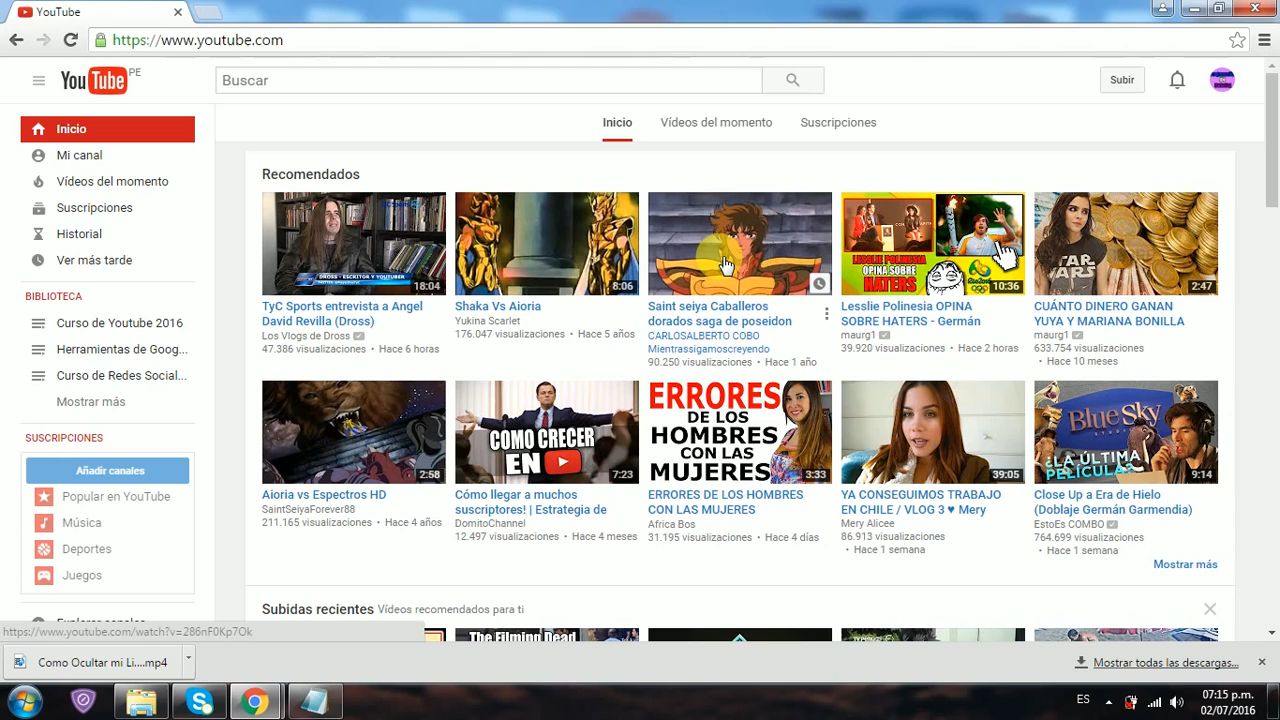 YouTube
https://www.youtube.com
YouTube PE
Buscar
Subir
Inicio
Mi canal
Vídeos del momento
Suscripciones
Historial
Ver más tarde
BIBLIOTECA
Curso de Youtube 2016
Herramientas de Goog...
Curso de Redes Social...
Mostrar más
SUSCRIPCIONES
Añadir canales
Popular en YouTube
Música
Deportes
Juegos
Inicio Vídeos del momento Suscripciones
Recomendados
DROSS - ESCRITOR Y YOUTUBER
18:04
TyC Sports entrevista a Angel
David Revilla (Dross)
Los Vlogs de Dross
47.386 visualizaciones • Hace 6 horas
8:06
Shaka Vs Aioria
Yukina Scarlet
176.047 visualizaciones • Hace 5 años
Saint seiya Caballeros
dorados saga de poseidon
CARLOSALBERTO COBO
Mientrassigamoscreyendo
90.250 visualizaciones • Hace 1 año
LESSLIE POLINESIA
OPINA SOBRE
HATERS
10:36
Lesslie Polinesia OPINA
SOBRE HATERS - Germán
maurg1
39.920 visualizaciones • Hace 2 horas
STAR
WARS
2:47
CUÁNTO DINERO GANAN
YUYA Y MARIANA BONILLA
maurg1
633.754 visualizaciones
• Hace 10 meses
2:58
Aioria vs Espectros HD
SaintSeiyaForever88
211.165 visualizaciones • Hace 4 años
COMO CRECER
EN
7:23
Cómo llegar a muchos
suscriptores! | Estrategia de
DomitoChannel
12.497 visualizaciones • Hace 4 meses
ERRORES
DE LOS
HOMBRES
CON LAS
MUJERES
3:33
ERRORES DE LOS HOMBRES
CON LAS MUJERES
Africa Bos
31.195 visualizaciones • Hace 4 días
39:05
YA CONSEGUIMOS TRABAJO
EN CHILE / VLOG 3 ♥ Mery
Mery Alicee
86.913 visualizaciones
• Hace 1 semana
BLUE SKY
¿LA ÚLTIMA
PELÍCULA?
9:14
Close Up a Era de Hielo
(Doblaje Germán Garmendia)
EstoEs COMBO
764.699 visualizaciones
• Hace 1 semana
Mostrar más
Subidas recientes Vídeos recomendados para ti
The Filming Dead
https://www.youtube.com/watch?v=286nF0Kp7Ok
Como Ocultar mi Li....mp4
Mostrar todas las descargas...
ES
07:15 p.m.
02/07/2016